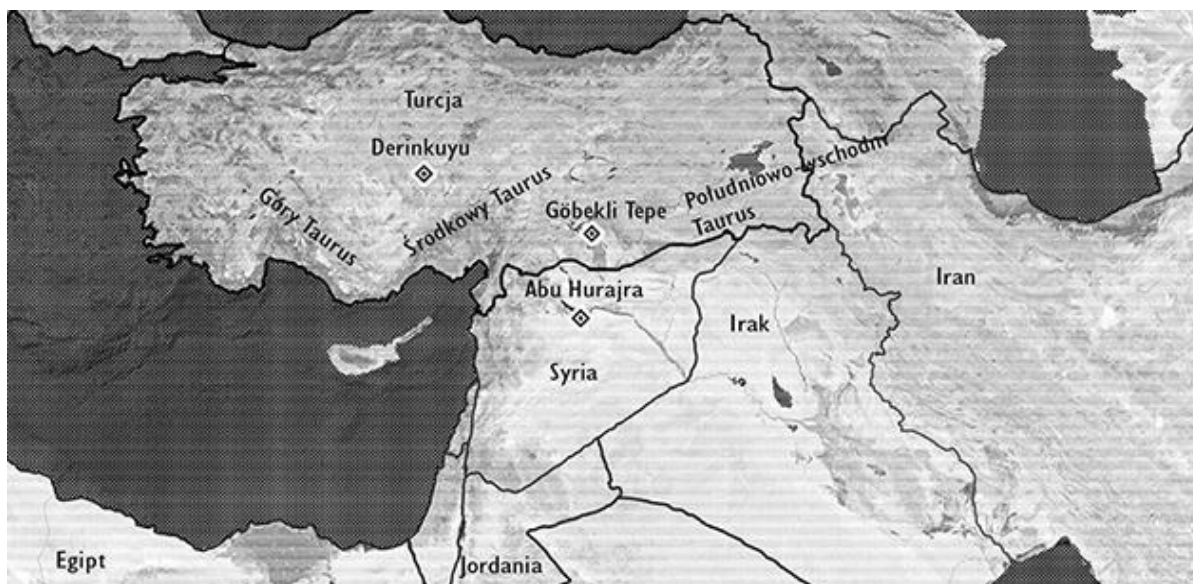 Turcja
Derinkuyu
Góry Taurus
Środkowy Taurus
Göbekli Tepe
Południowo-wschodni
Taurus
Abu Hurajra
Iran
Irak
Syria
Egipt
Jordania